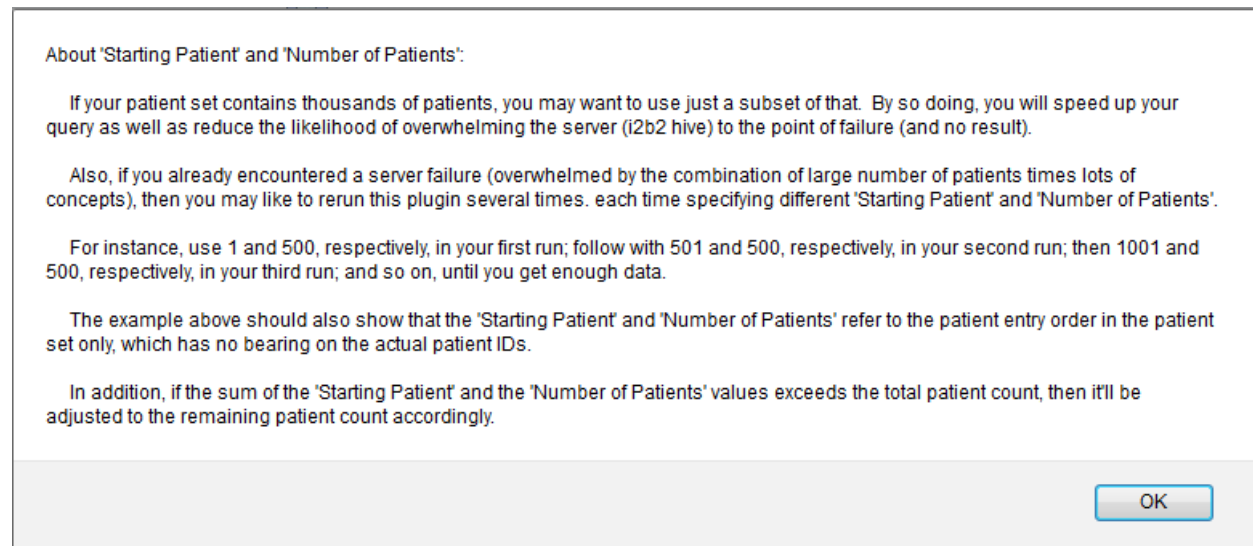 About 'Starting Patient' and 'Number of Patients':
If your patient set contains thousands of patients, you may want to use just a subset of that. By so doing, you will speed up your
query as well as reduce the likelihood of overwhelming the server (i2b2 hive) to the point of failure (and no result).
Also, if you already encountered a server failure (overwhelmed by the combination of large number of patients times lots of
concepts), then you may like to rerun this plugin several times. each time specifying different 'Starting Patient' and 'Number of Patients'.
For instance, use 1 and 500, respectively, in your first run; follow with 501 and 500, respectively, in your second run; then 1001 and
500, respectively, in your third run; and so on, until you get enough data.
The example above should also show that the 'Starting Patient' and 'Number of Patients' refer to the patient entry order in the patient
set only, which has no bearing on the actual patient IDs.
In addition, if the sum of the 'Starting Patient' and the 'Number of Patients' values exceeds the total patient count, then it'll be
adjusted to the remaining patient count accordingly.
OK